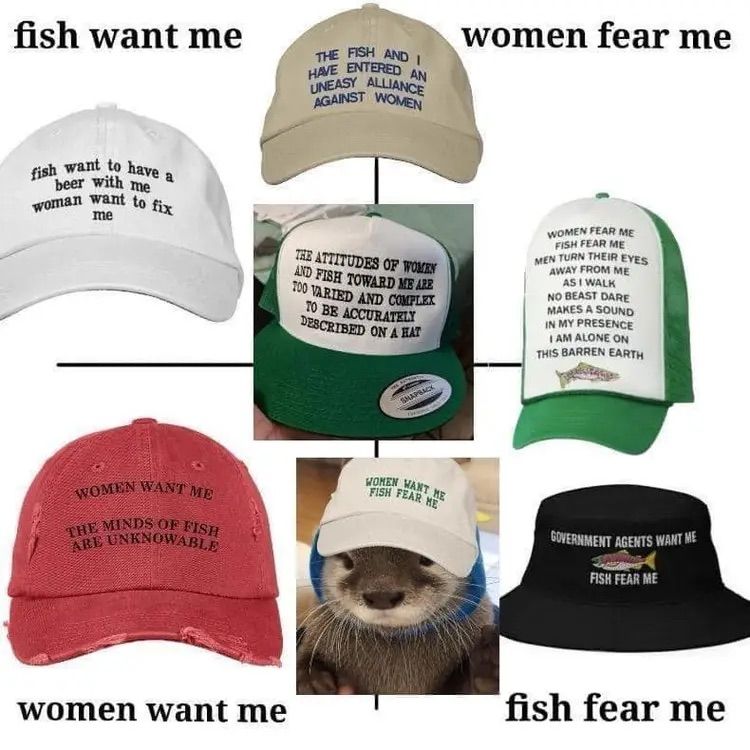 fish want me
women fear me
THE FISH AND I
HAVE ENTERED AN
UNEASY ALLIANCE
AGAINST WOMEN
fish want to have a
beer with me
woman want to fix
me
THE ATTITUDES OF WOMEN
AND FISH TOWARD ME ARE
TOO VARIED AND COMPLEX
TO BE ACCURATELY
DESCRIBED ON A HAT
SNAPBACK
WOMEN FEAR ME
FISH FEAR ME
MEN TURN THEIR EYES
AWAY FROM ME
AS I WALK
NO BEAST DARE
MAKES A SOUND
IN MY PRESENCE
I AM ALONE ON
THIS BARREN EARTH
WOMEN WANT ME
THE MINDS OF FISH
ARE UNKNOWABLE
WOMEN WANT ME
FISH FEAR ME
GOVERNMENT AGENTS WANT ME
FISH FEAR ME
women want me
fish fear me